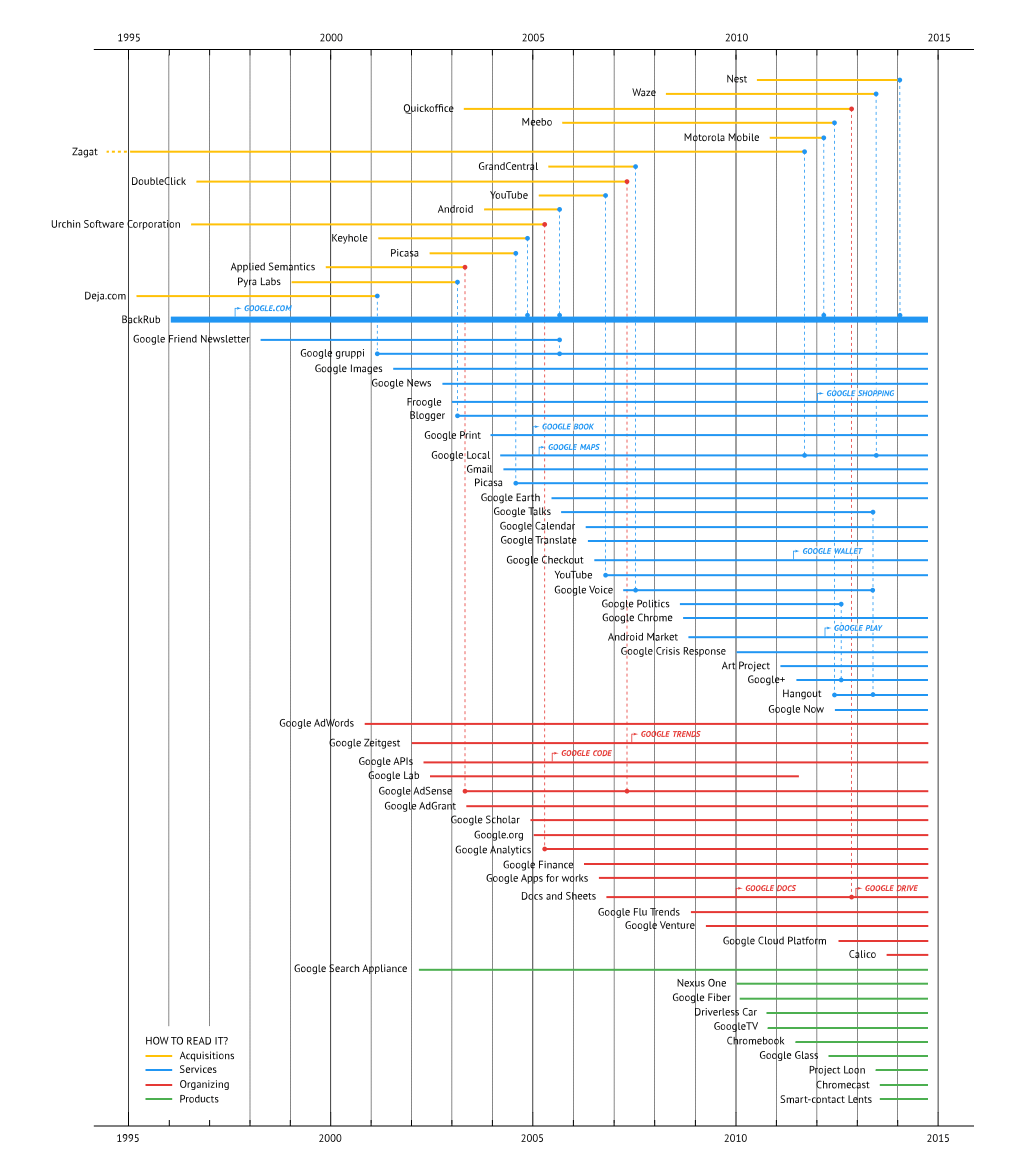 1995 2000 2005 2010 2015
Nest
Waze
Quickoffice
Meebo
Motorola Mobile
Zagat
GrandCentral
DoubleClick
YouTube
Android
Urchin Software Corporation
Keyhole
Picasa
Applied Semantics
Pyra Labs
Deja.com
GOOGLE.COM
BackRub
Google Friend Newsletter
Google gruppi
Google Images
Google News
GOOGLE SHOPPING
Froogle
Blogger
GOOGLE BOOK
Google Print
GOOGLE MAPS
Google Local
Gmail
Picasa
Google Earth
Google Talks
Google Calendar
Google Translate
GOOGLE WALLET
Google Checkout
YouTube
Google Voice
Google Politics
Google Chrome
GOOGLE PLAY
Android Market
Google Crisis Response
Art Project
Google+
Hangout
Google Now
Google AdWords
GOOGLE TRENDS
Google Zeitgest
GOOGLE CODE
Google APIs
Google Lab
Google AdSense
Google AdGrant
Google Scholar
Google.org
Google Analytics
Google Finance
Google Apps for works
GOOGLE DOCS GOOGLE DRIVE
Docs and Sheets
Google Flu Trends
Google Venture
Google Cloud Platform
Calico
Google Search Appliance
Nexus One
Google Fiber
Driverless Car
GoogleTV
Chromebook
Google Glass
Project Loon
Chromecast
Smart-contact Lents
HOW TO READ IT?
Acquisitions
Services
Organizing
Products
1995 2000 2005 2010 2015